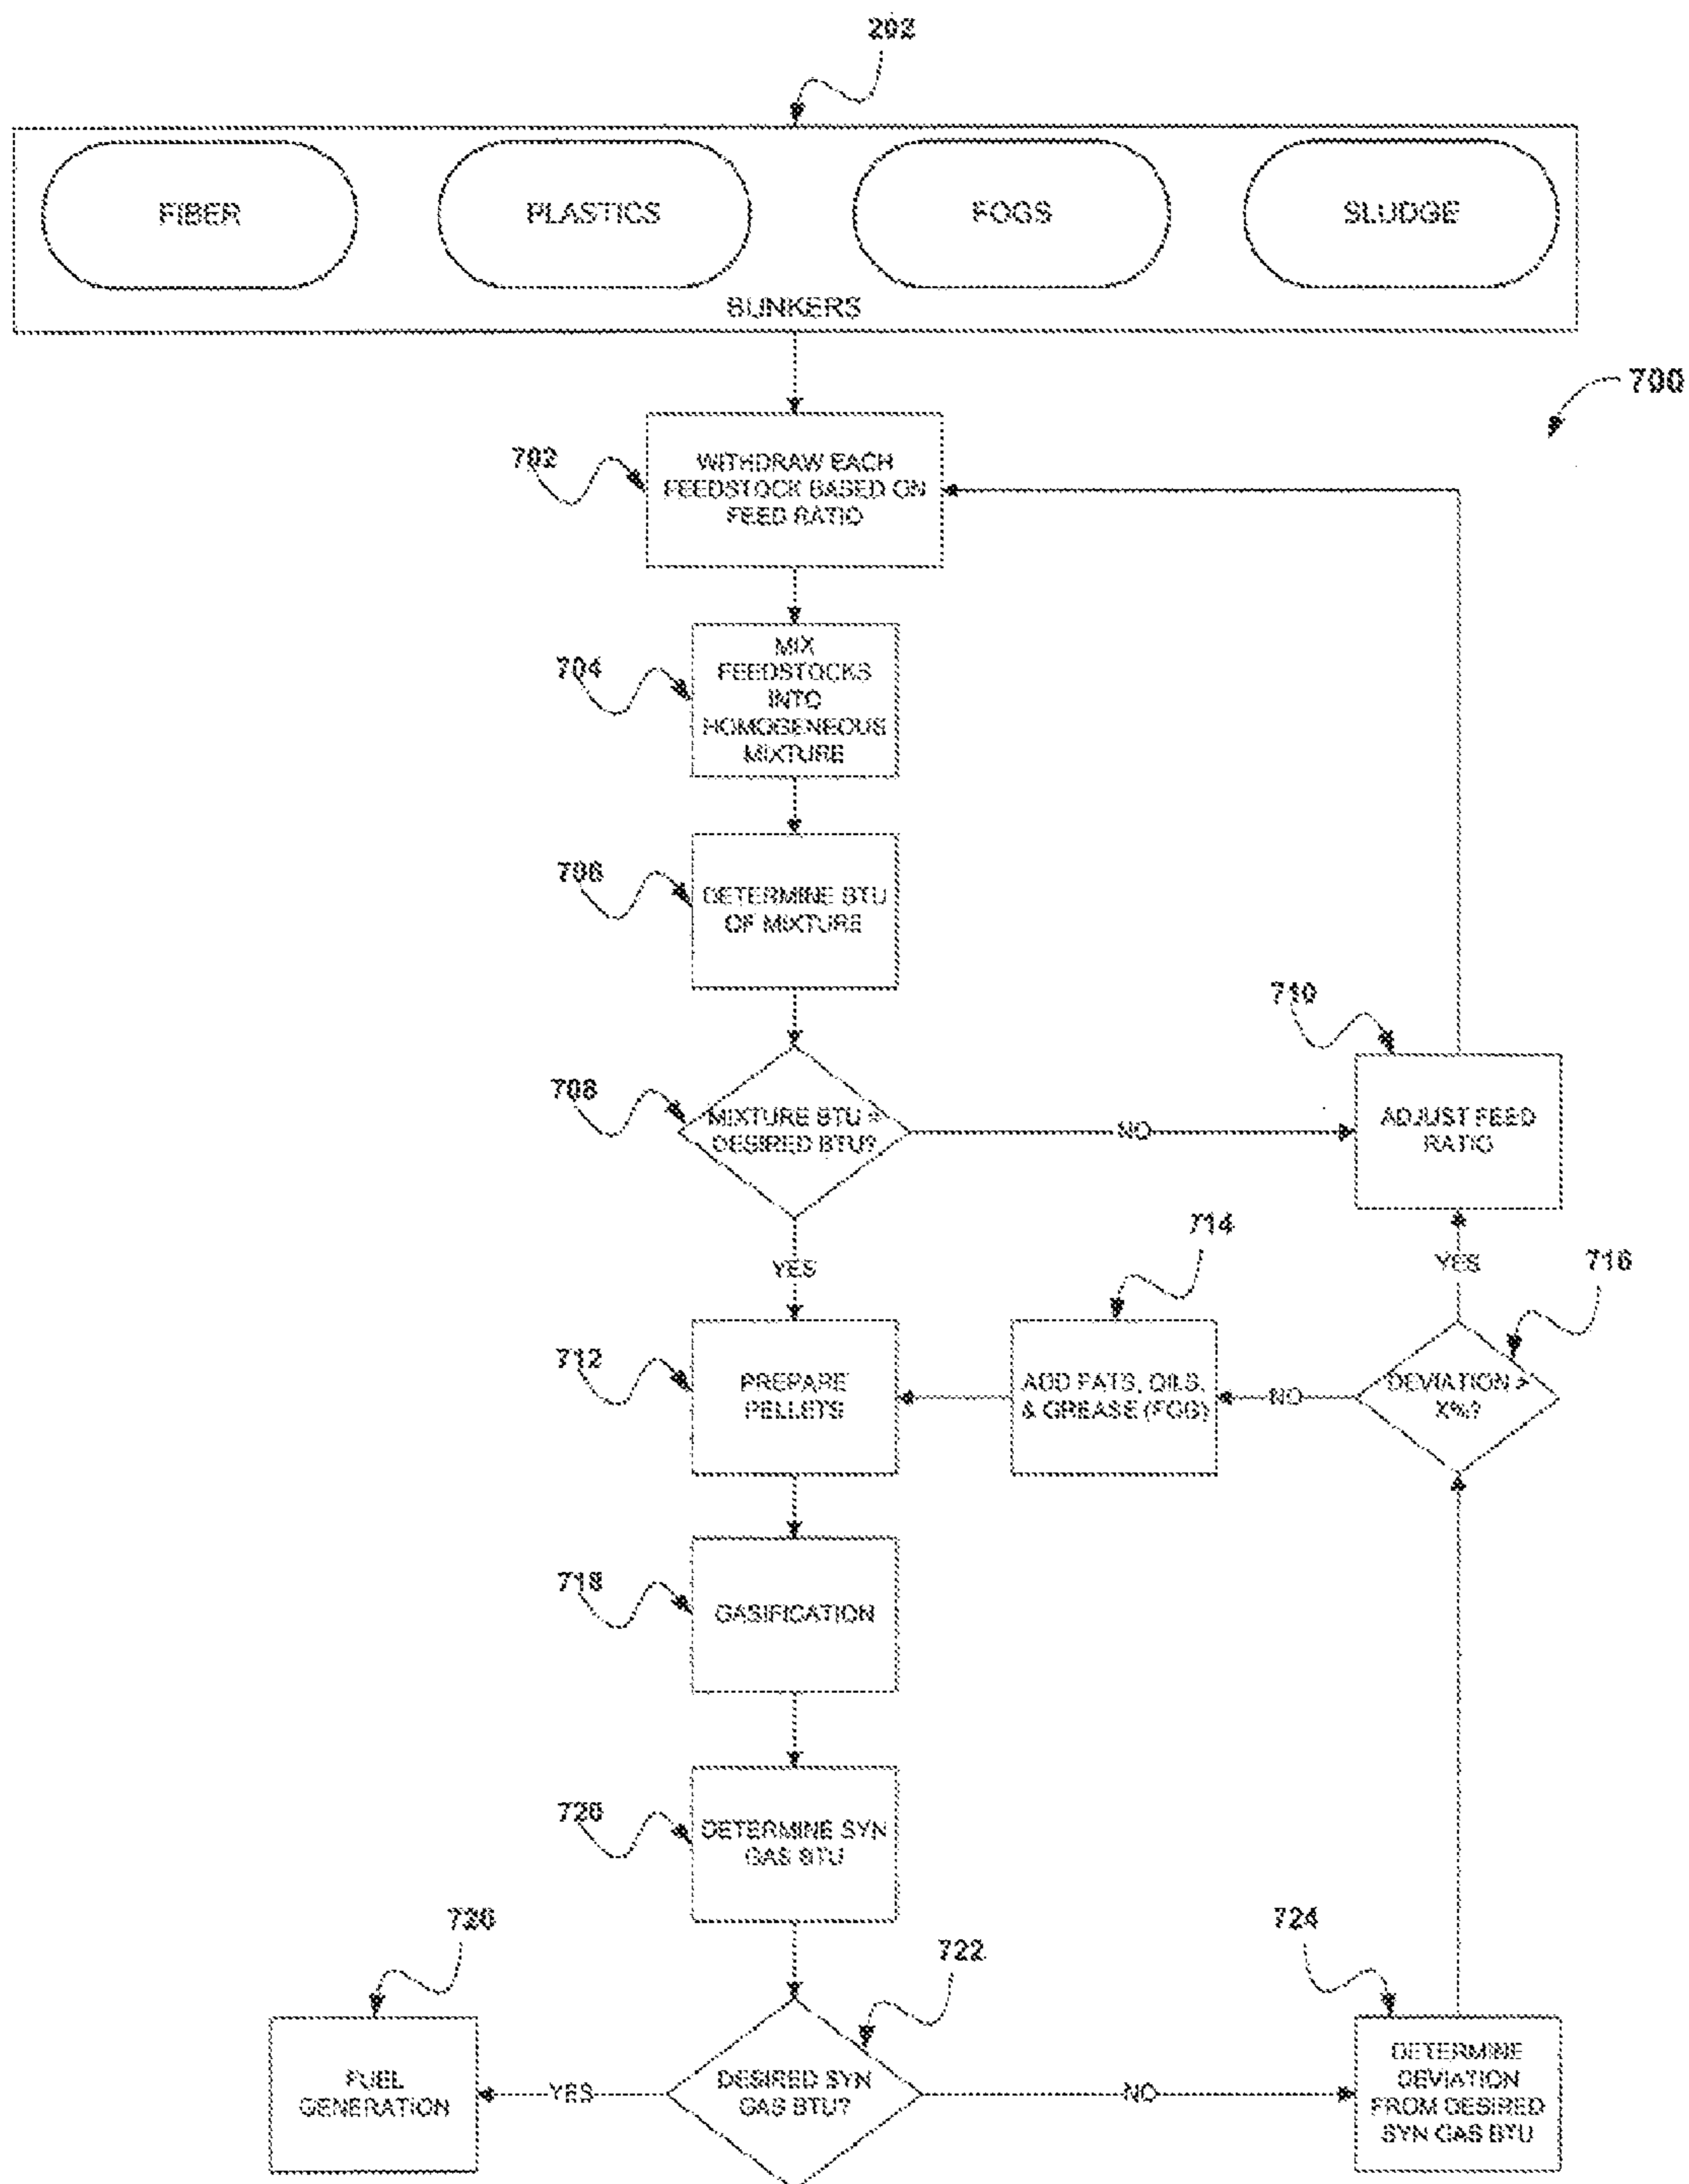 202
FIBER
PLASTICS
FOGS
SLUDGE
BUNKERS
700
702
WITHDRAW EACH
FEEDSTOCK BASED ON
FEED RATIO
704
MIX
FEEDSTOCKS
INTO
HOMOGENEOUS
MIXTURE
706
DETERMINE BTU
OF MIXTURE
710
708
MIXTURE BTU =
DESIRED BTU?
NO
ADJUST FEED
RATIO
714
YES
YES
716
712
PREPARE
PELLETS
ADD FATS, OILS,
& GREASE (FOG)
NO
DEVIATION >
X%?
718
GASIFICATION
720
DETERMINE SYN
GAS BTU
726
722
724
FUEL
GENERATION
YES
DESIRED SYN
GAS BTU?
NO
DETERMINE
DEVIATION
FROM DESIRED
SYN GAS BTU